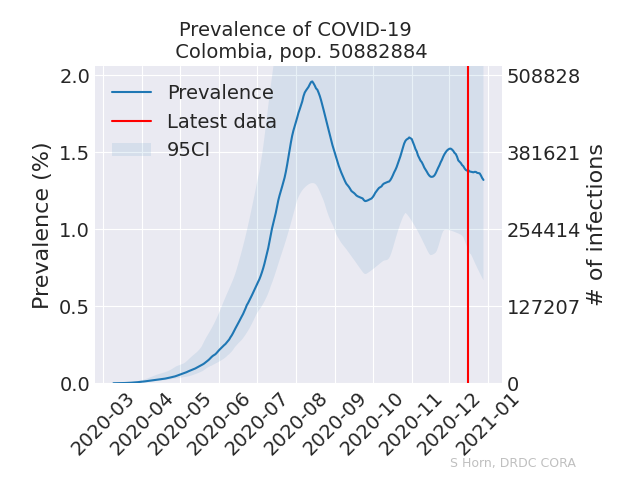 Prevalence of COVID-19
Colombia, pop. 50882884
Prevalence
Latest data
95CI
Prevalence (%)
2.0
1.5
1.0
0.5
0.0
508828
381621
254414
127207
0
# of infections
2020-03
2020-04
2020-05
2020-06
2020-07
2020-08
2020-09
2020-10
2020-11
2020-12
2021-01
S Horn, DRDC CORA